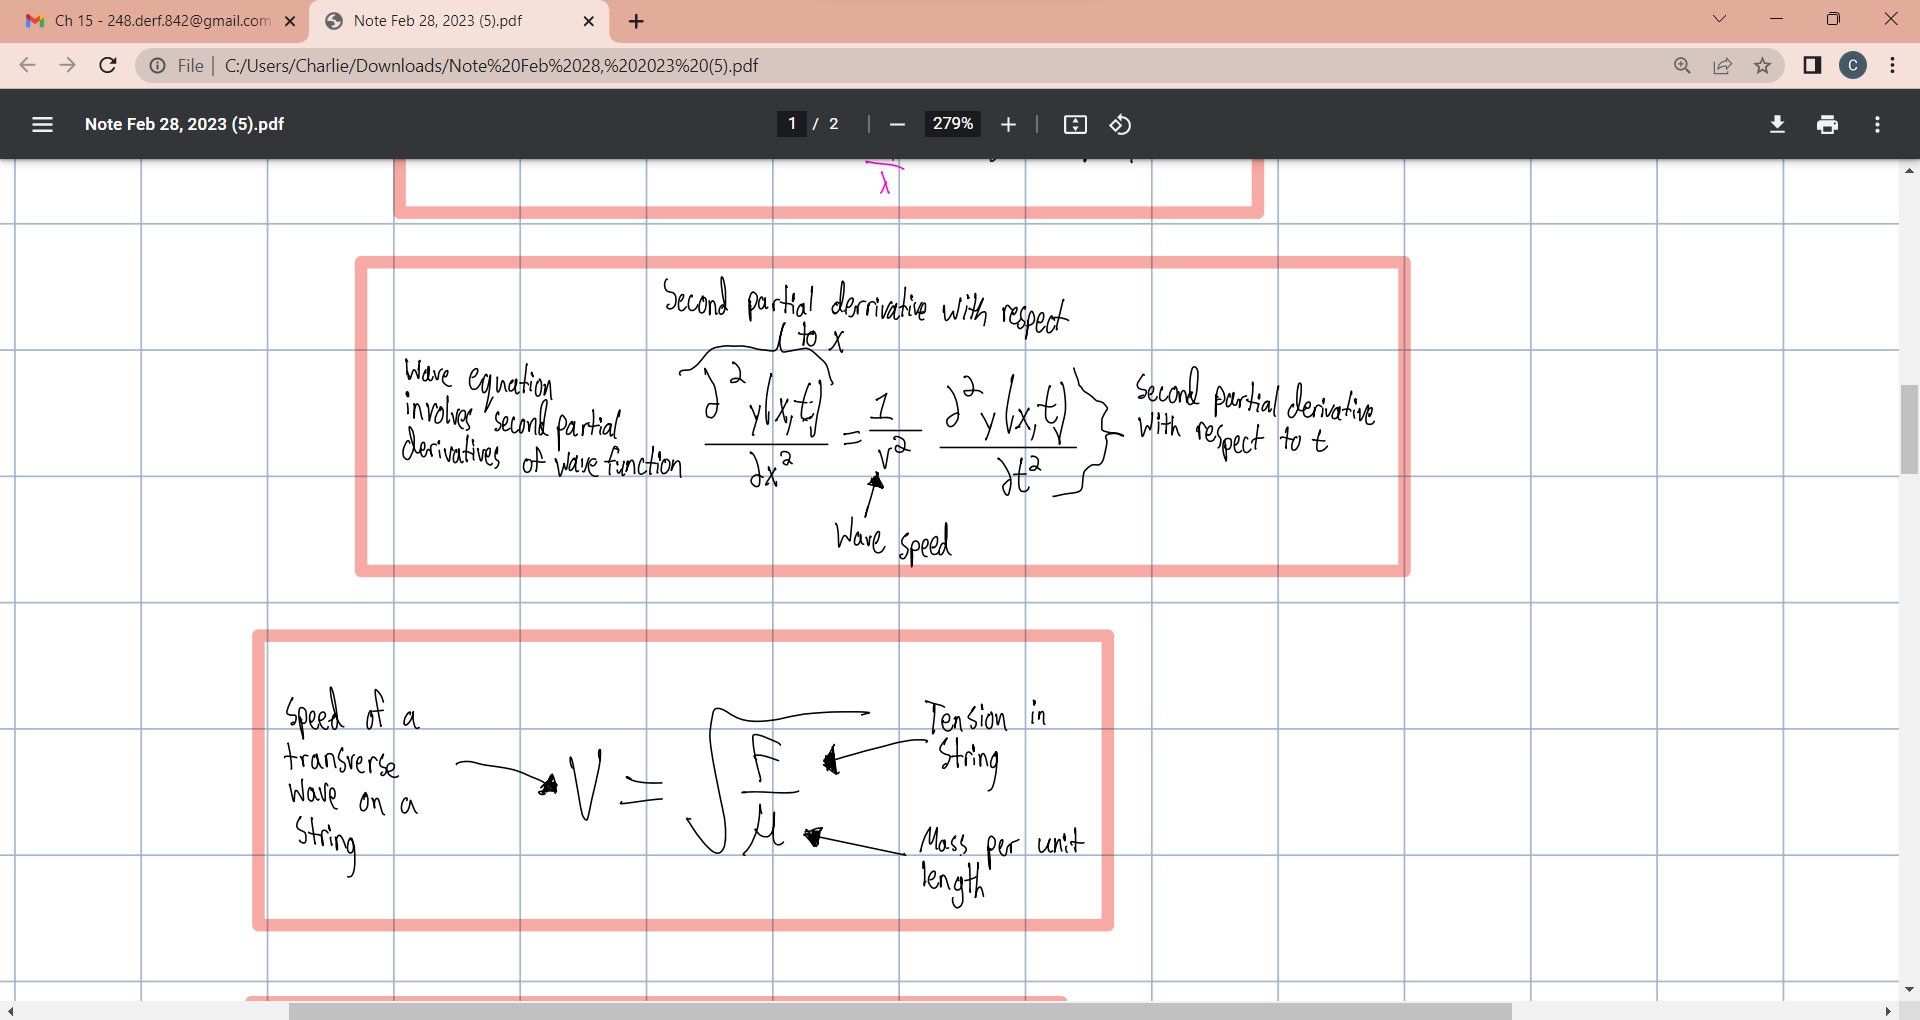 Ch 15 - 248.derf.842@gmail.com
Note Feb 28, 2023 (5).pdf
File | C:/Users/Charlie/Downloads/Note%20Feb%2028,%202023%20(5).pdf
C
Note Feb 28, 2023 (5).pdf
1 / 2
279%
λ
Second partial derrivative with respect
to x
Wave equation
involves second partial
derivatives of wave function
∂² y(x,t) / ∂x² = 1 / v² ∂² y(x,t) / ∂t²
Second partial derivative
with respect to t
Wave speed
Speed of a
transverse
wave on a
string
V = √(F / μ)
Tension in
string
Mass per unit
length